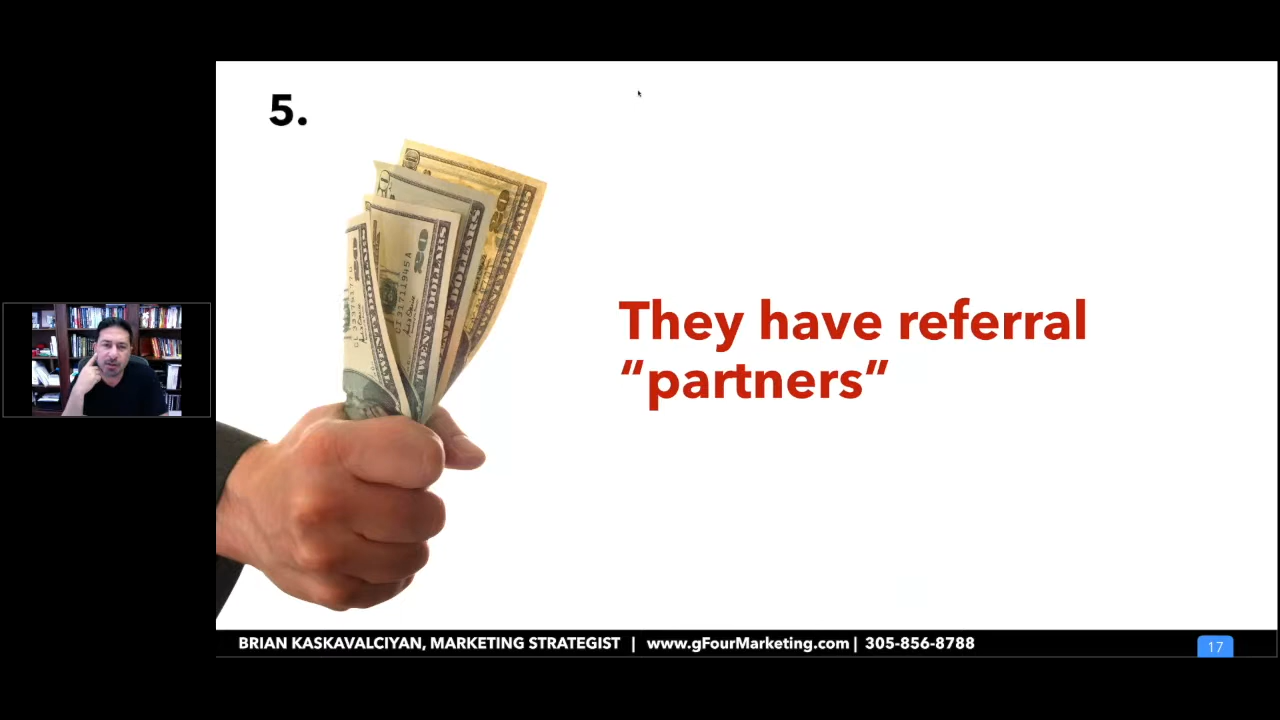 5.
They have referral
“partners”
BRIAN KASKAVALCIYAN, MARKETING STRATEGIST | www.gFourMarketing.com | 305-856-8788
17